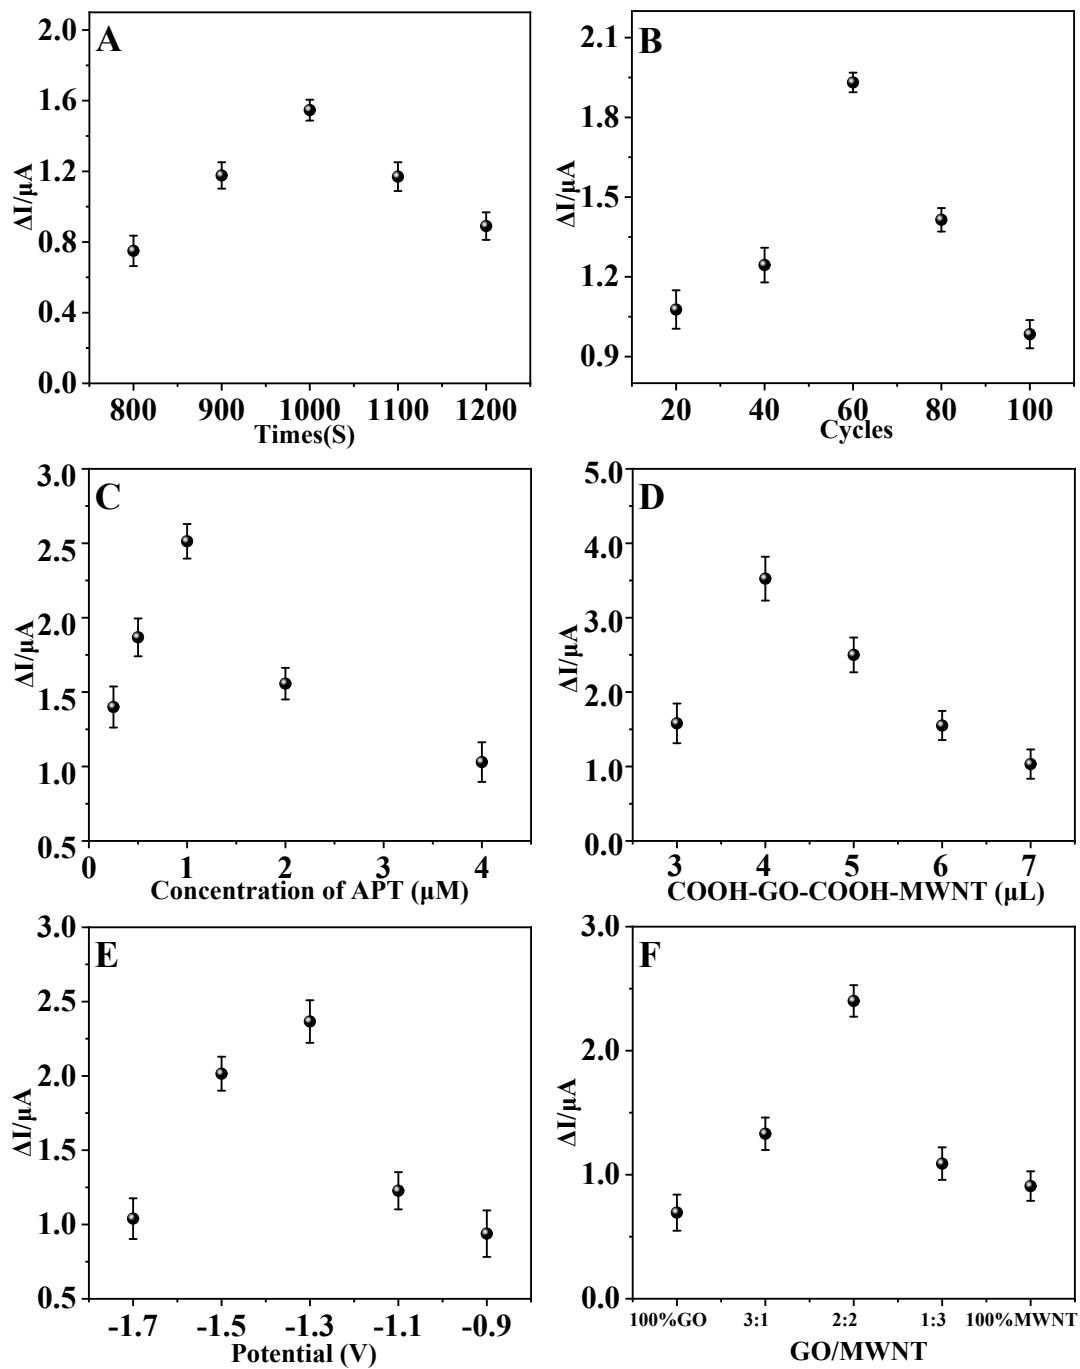 A
2.0
1.6
1.2
0.8
0.4
0.0
ΔI/μA
800 900 1000 1100 1200
Times(S)
B
2.1
1.8
1.5
1.2
0.9
ΔI/μA
20 40 60 80 100
Cycles
C
3.0
2.5
2.0
1.5
1.0
0.5
ΔI/μA
0 1 2 3 4
Concentration of APT (μM)
D
5.0
4.0
3.0
2.0
1.0
0.0
ΔI/μA
3 4 5 6 7
COOH-GO-COOH-MWNT (μL)
E
3.0
2.5
2.0
1.5
1.0
0.5
ΔI/μA
-1.7 -1.5 -1.3 -1.1 -0.9
Potential (V)
F
3.0
2.0
1.0
0.0
ΔI/μA
100%GO 3:1 2:2 1:3 100%MWNT
GO/MWNT